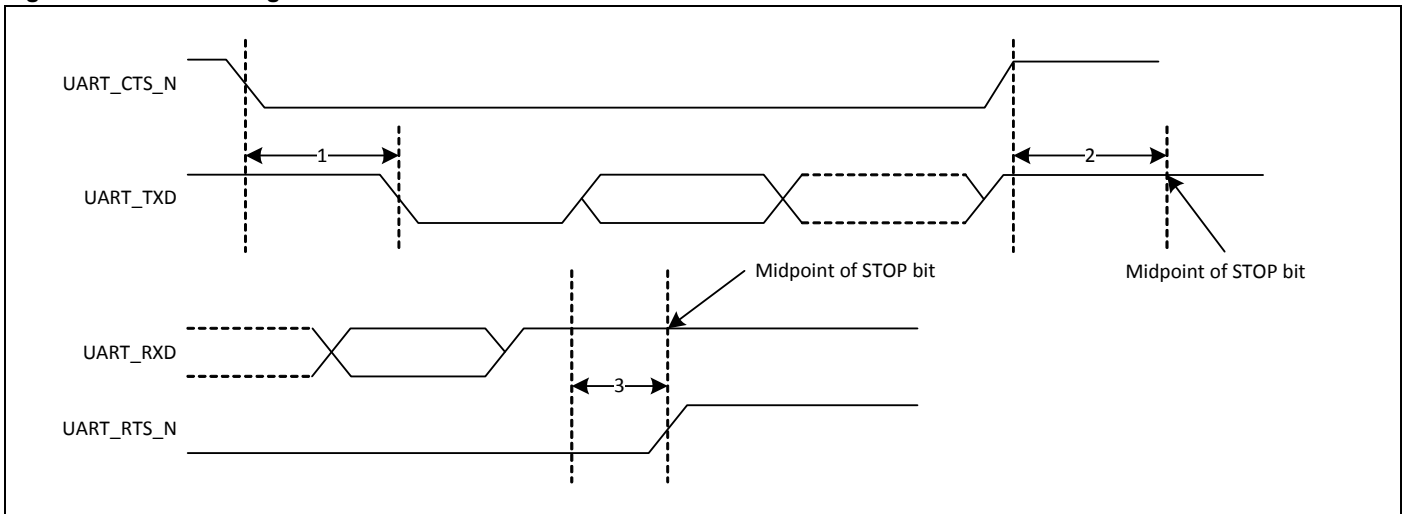 UART_CTS_N
1
2
UART_TXD
Midpoint of STOP bit
Midpoint of STOP bit
UART_RXD
3
UART_RTS_N